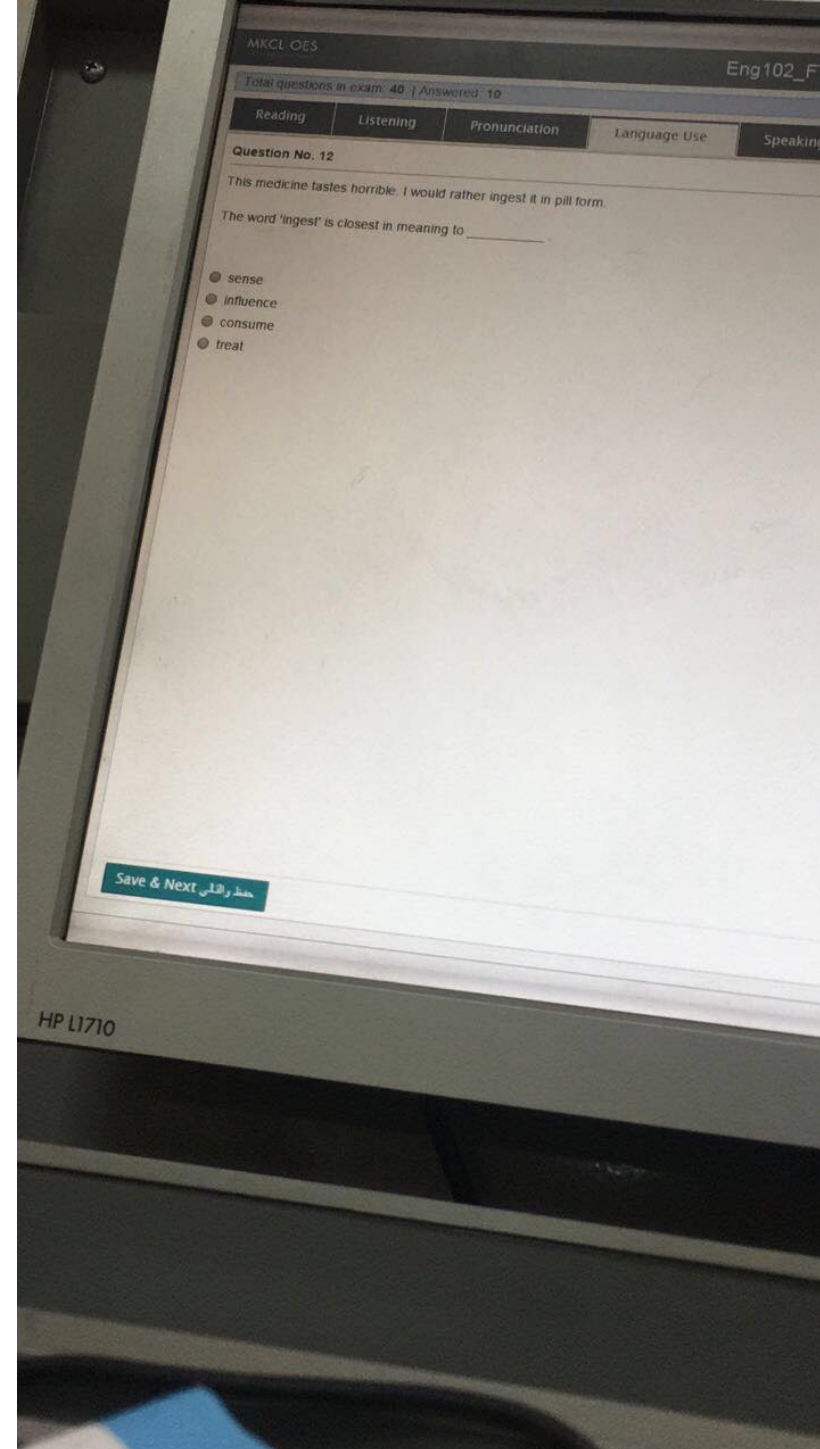 MKCL OES
Eng102_F
Total questions in exam: 40 | Answered: 10
Reading Listening Pronunciation Language Use Speaking
Question No. 12
This medicine tastes horrible. I would rather ingest it in pill form.
The word 'ingest' is closest in meaning to __________ .
sense
influence
consume
treat
Save & Next حفظ والتالي
HP L1710